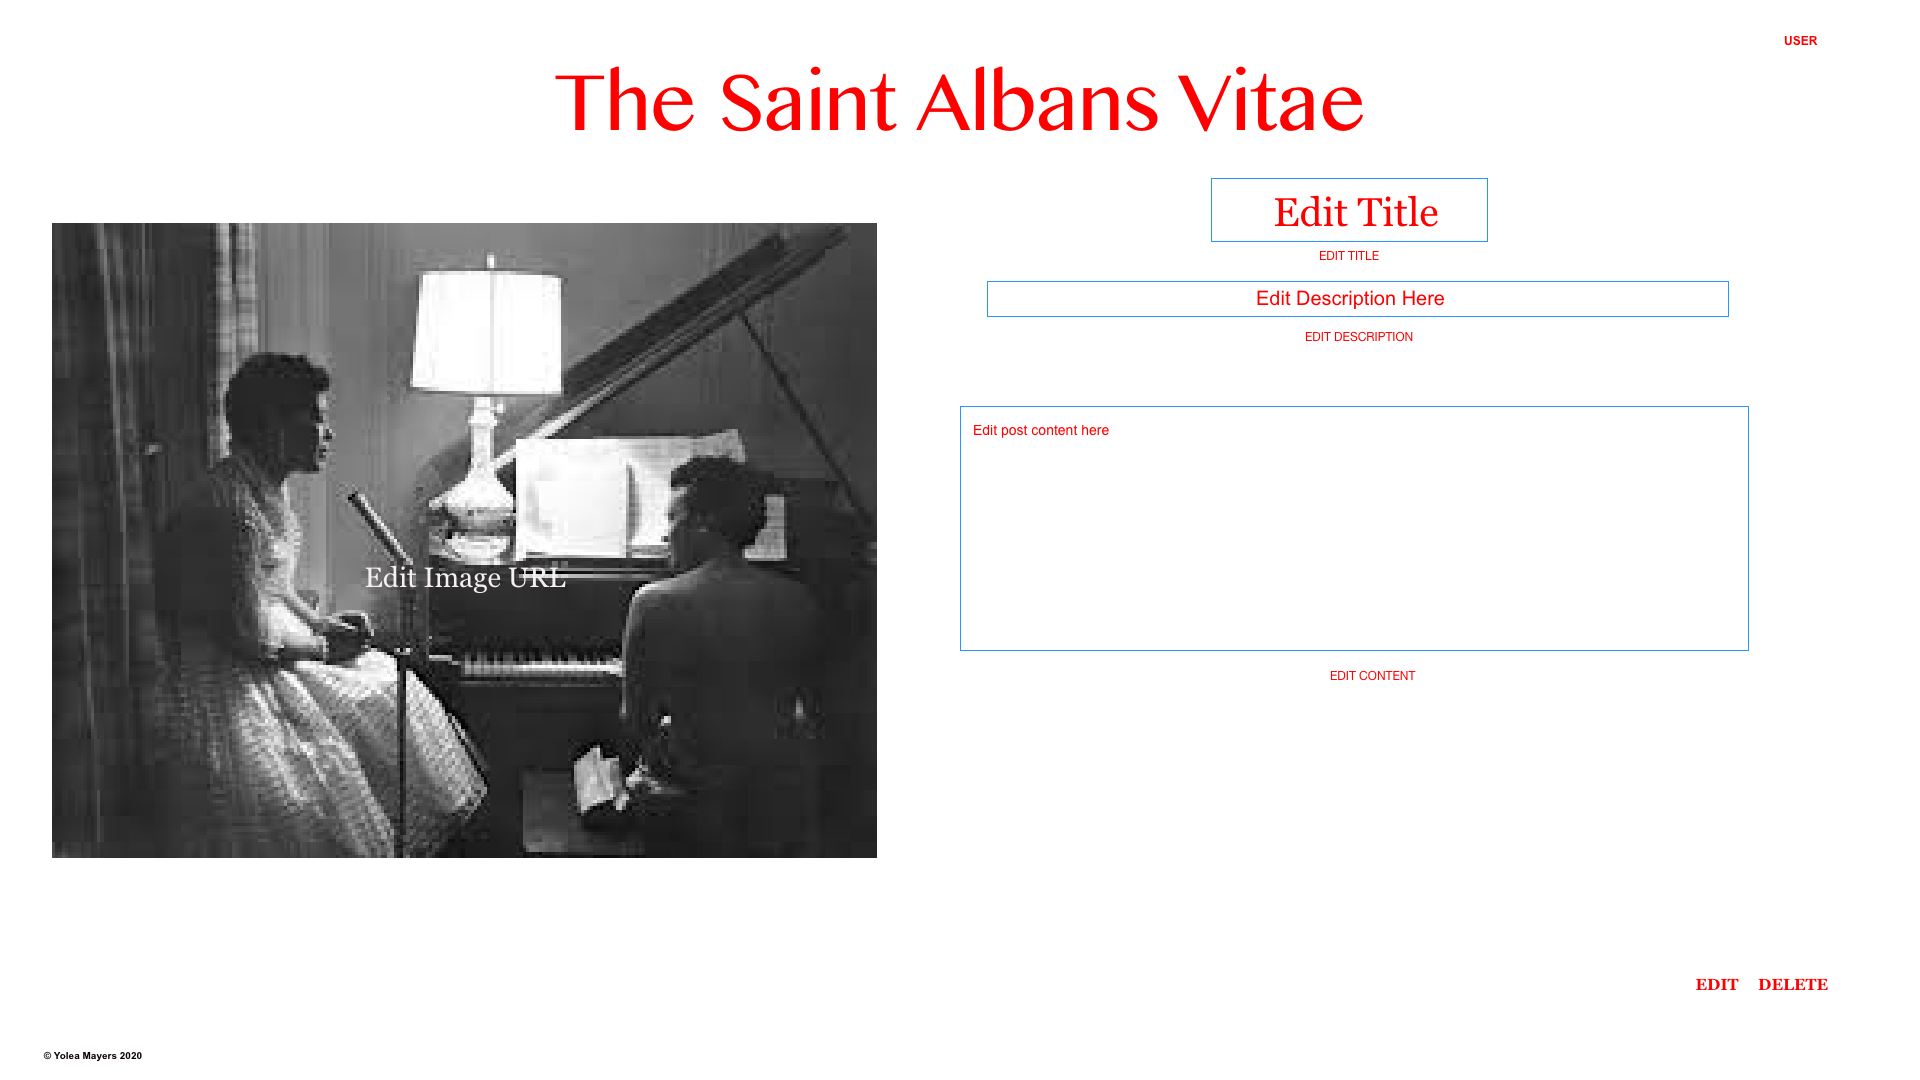 USER
The Saint Albans Vitae
Edit Title
EDIT TITLE
Edit Description Here
EDIT DESCRIPTION
Edit post content here
EDIT CONTENT
Edit Image URL
EDIT DELETE
© Yolea Mayers 2020